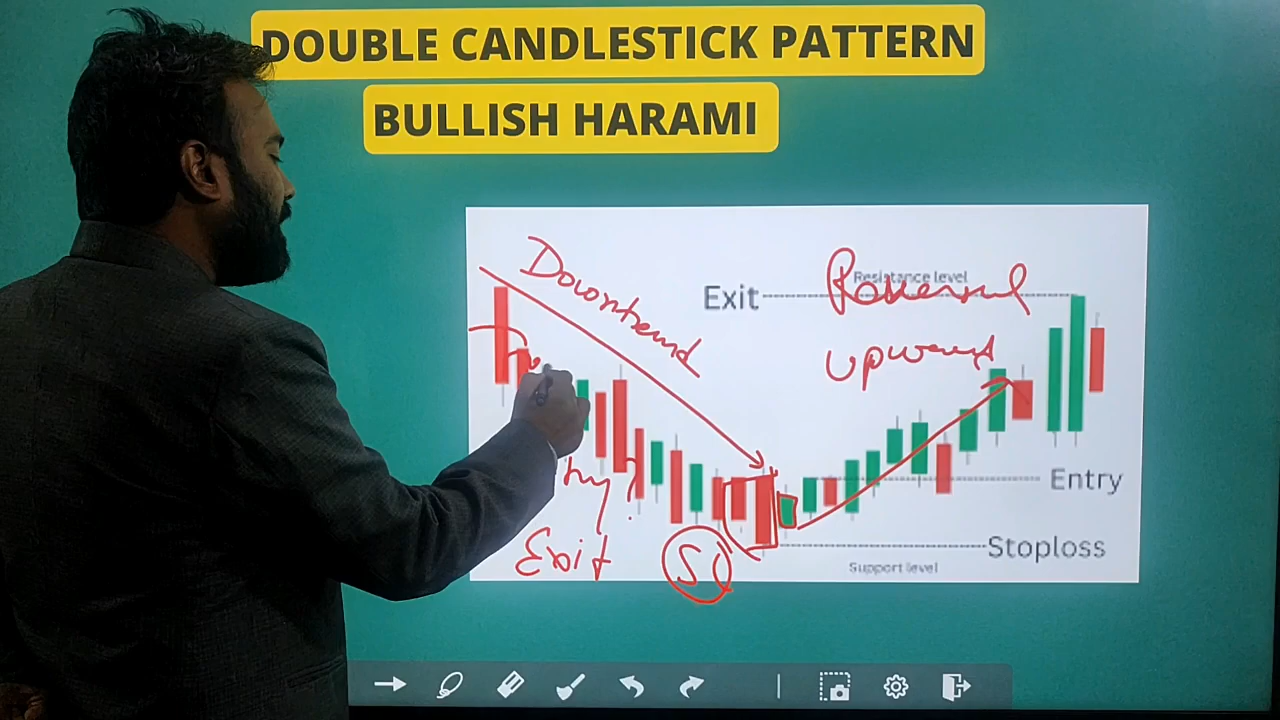 DOUBLE CANDLESTICK PATTERN
BULLISH HARAMI
Downtrend
Resistance level
Exit
Reversal
upward
Entry
Exit
SL
Stoploss
Support level